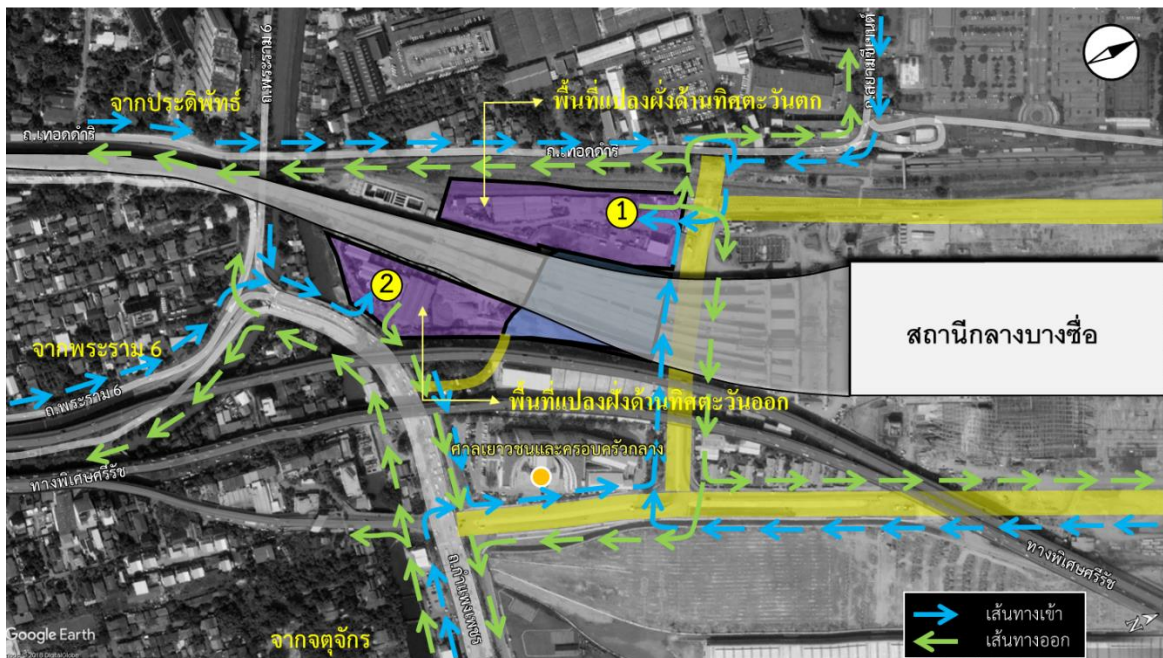 ถ.พระราม 6
ถ.สยามซีเมนต์
จากประดิพัทธ์
พื้นที่แปลงฝั่งด้านทิศตะวันตก
ถ.เทอดดำริ
ถ.เทอดดำริ
1
2
สถานีกลางบางซื่อ
จากพระราม 6
ถ.พระราม 6
พื้นที่แปลงฝั่งด้านทิศตะวันออก
ศาลเยาวชนและครอบครัวกลาง
ทางพิเศษศรีรัช
ทางพิเศษศรีรัช
ถ.กำแพงเพชร
จากจตุจักร
เส้นทางเข้า
เส้นทางออก
Google Earth
N